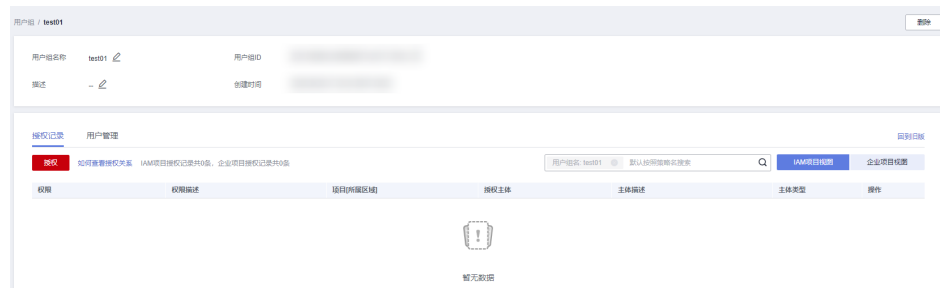 用户组 / test01
删除
用户组名称 test01 用户组ID
描述 -- 创建时间
授权记录 用户管理 回到旧版
授权 如何查看授权关系 IAM项目授权记录共0条，企业项目授权记录共0条 用户组名: test01 默认按照策略名搜索 IAM项目视图 企业项目视图
权限 权限描述 项目[所属区域] 授权主体 主体描述 主体类型 操作
暂无数据